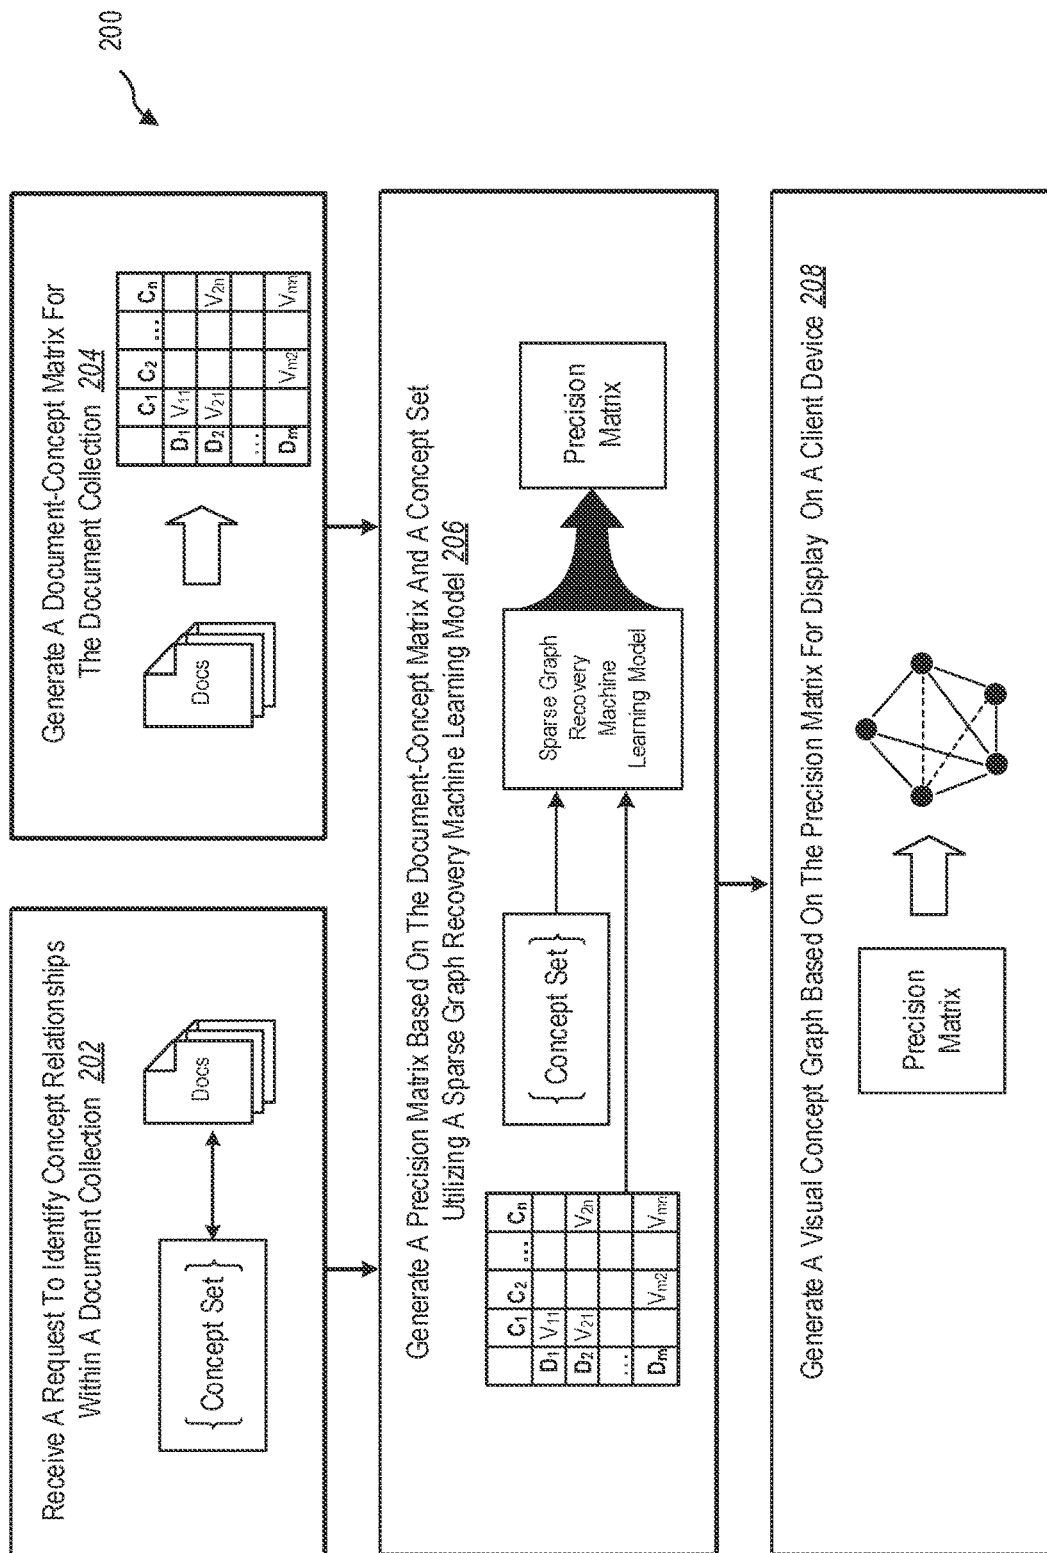 200
Receive A Request To Identify Concept Relationships
Within A Document Collection 202
{ Concept Set }
Docs
Generate A Document-Concept Matrix For
The Document Collection 204
Docs
C1 C2 ... Cn
D1 V11
D2 V21 V2n
...
Dm Vm2 Vmn
Generate A Precision Matrix Based On The Document-Concept Matrix And A Concept Set
Utilizing A Sparse Graph Recovery Machine Learning Model 206
C1 C2 ... Cn
D1 V11
D2 V21 V2n
...
Dm Vm2 Vmn
{ Concept Set }
Sparse Graph
Recovery
Machine
Learning Model
Precision
Matrix
Generate A Visual Concept Graph Based On The Precision Matrix For Display On A Client Device 208
Precision
Matrix